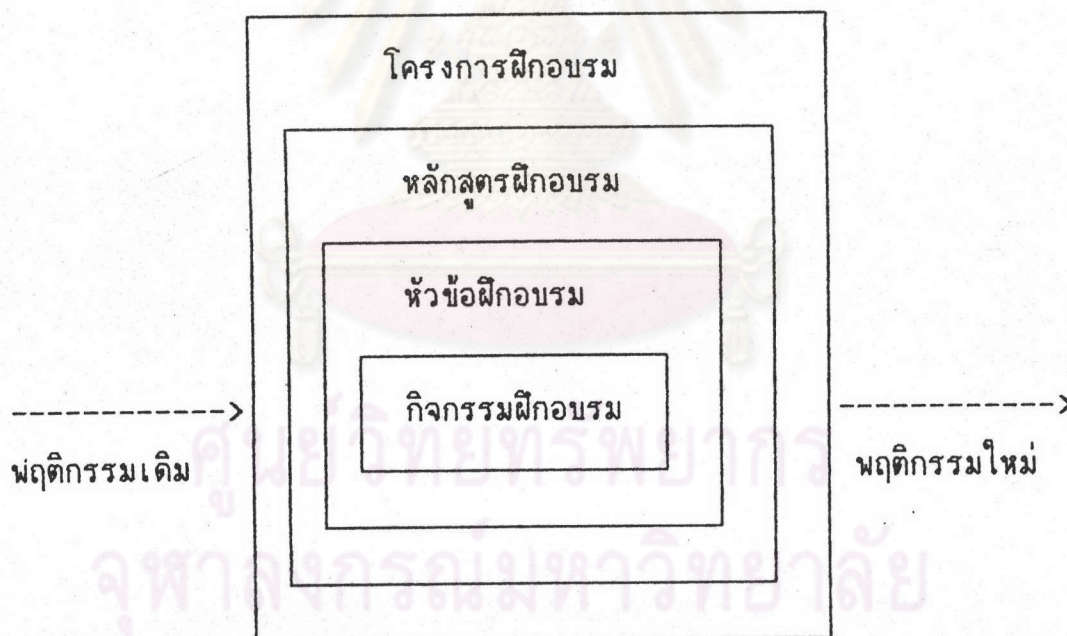 โครงการฝึกอบรม
หลักสูตรฝึกอบรม
หัวข้อฝึกอบรม
กิจกรรมฝึกอบรม
พฤติกรรมเดิม
พฤติกรรมใหม่
ศูนย์วิทยทรัพยากร
จุฬาลงกรณ์มหาวิทยาลัย